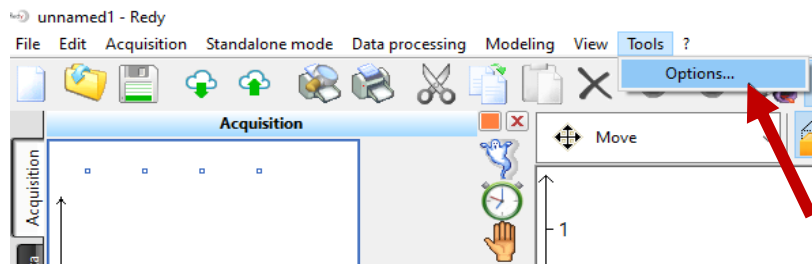 unnamed1 - Redy
File Edit Acquisition Standalone mode Data processing Modeling View Tools ?
Options...
Acquisition
Move
Acquisition
1